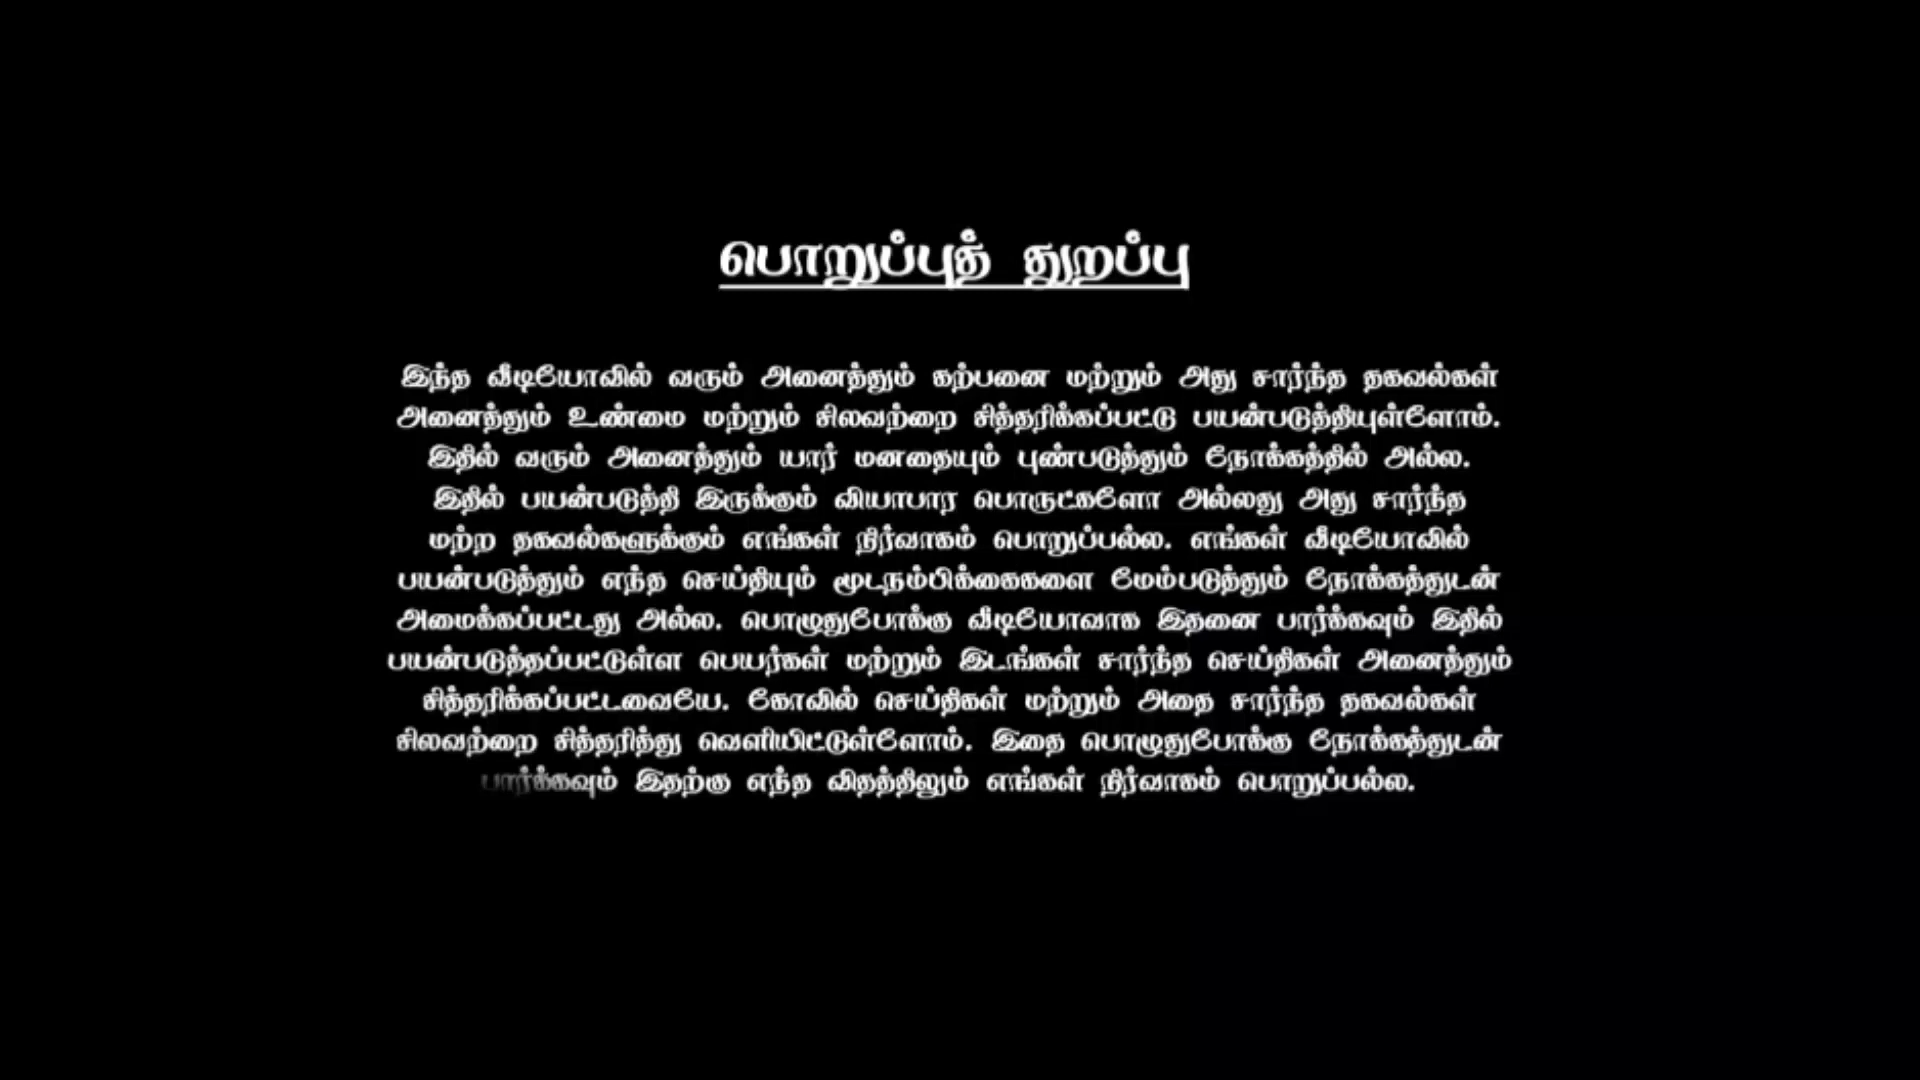 பொறுப்புத் துறப்பு
இந்த வீடியோவில் வரும் அனைத்தும் கற்பனை மற்றும் அது சார்ந்த தகவல்கள்
அனைத்தும் உண்மை மற்றும் சிலவற்றை சித்தரிக்கப்பட்டு பயன்படுத்தியுள்ளோம்.
இதில் வரும் அனைத்தும் யார் மனதையும் புண்படுத்தும் நோக்கத்தில் அல்ல.
இதில் பயன்படுத்தி இருக்கும் வியாபார பொருட்களோ அல்லது அது சார்ந்த
மற்ற தகவல்களுக்கும் எங்கள் நிர்வாகம் பொறுப்பல்ல. எங்கள் வீடியோவில்
பயன்படுத்தும் எந்த செய்தியும் மூடநம்பிக்கைகளை மேம்படுத்தும் நோக்கத்துடன்
அமைக்கப்பட்டது அல்ல. பொழுதுபோக்கு வீடியோவாக இதனை பார்க்கவும் இதில்
பயன்படுத்தப்பட்டுள்ள பெயர்கள் மற்றும் இடங்கள் சார்ந்த செய்திகள் அனைத்தும்
சித்தரிக்கப்பட்டவையே. கோவில் செய்திகள் மற்றும் அதை சார்ந்த தகவல்கள்
சிலவற்றை சித்தரித்து வெளியிட்டுள்ளோம். இதை பொழுதுபோக்கு நோக்கத்துடன்
பார்க்கவும் இதற்கு எந்த விதத்திலும் எங்கள் நிர்வாகம் பொறுப்பல்ல.